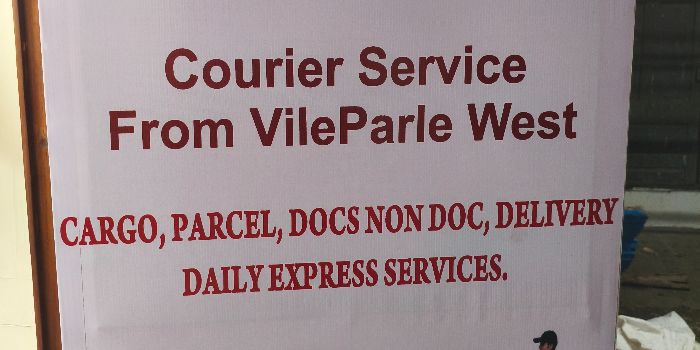 Courier Service
From VileParle West
CARGO, PARCEL, DOCS NON DOC, DELIVERY
DAILY EXPRESS SERVICES.